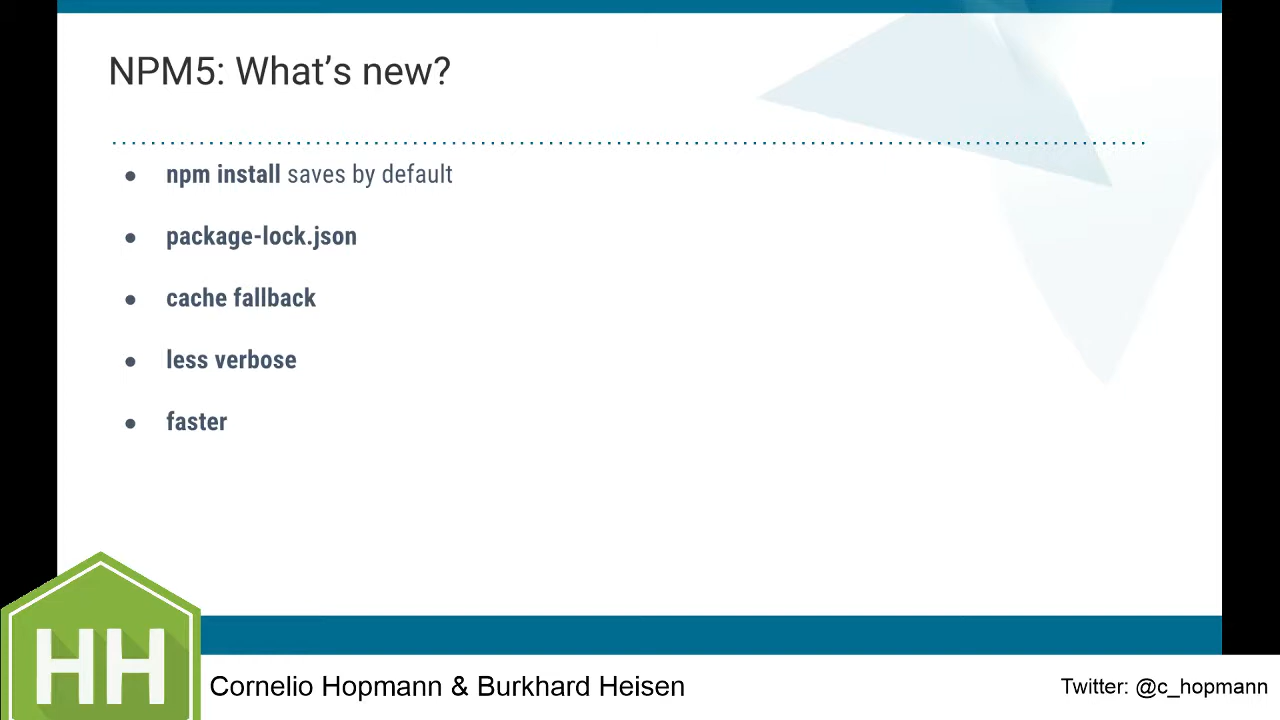 NPM5: What’s new?
● npm install saves by default
● package-lock.json
● cache fallback
● less verbose
● faster
HH
Cornelio Hopmann & Burkhard Heisen
Twitter: @c_hopmann